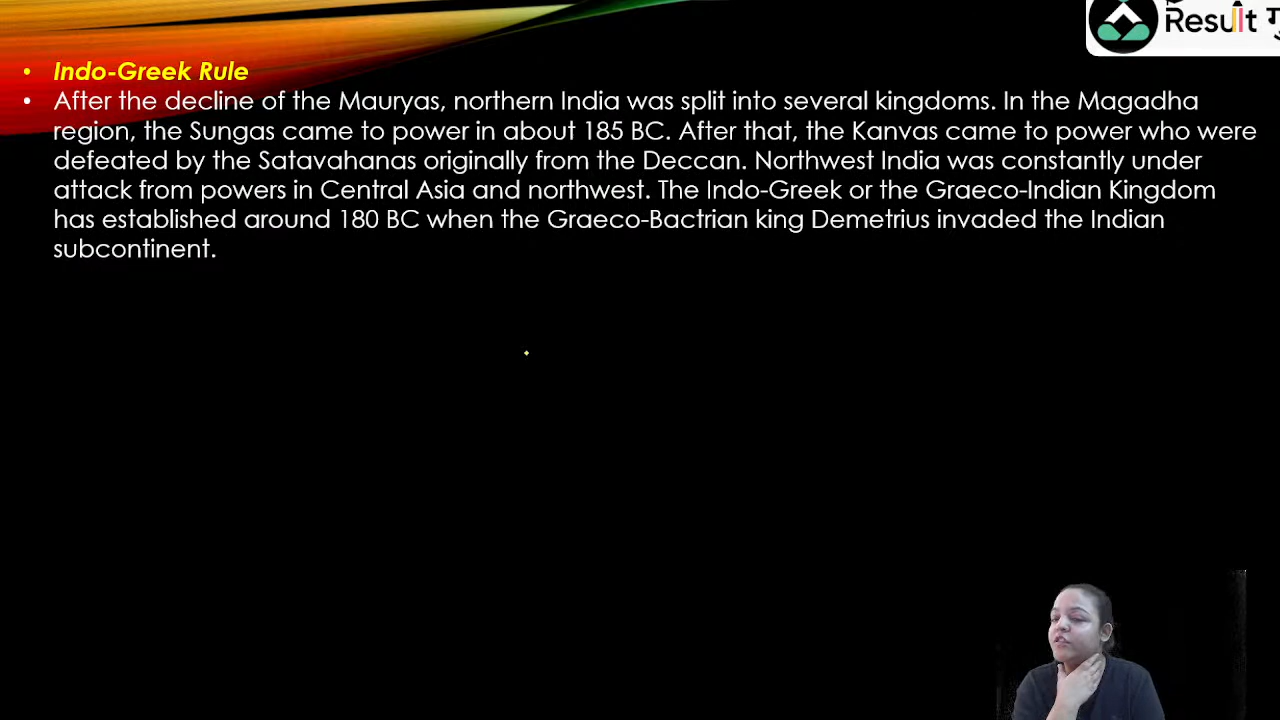 Result
• Indo-Greek Rule
• After the decline of the Mauryas, northern India was split into several kingdoms. In the Magadha
region, the Sungas came to power in about 185 BC. After that, the Kanvas came to power who were
defeated by the Satavahanas originally from the Deccan. Northwest India was constantly under
attack from powers in Central Asia and northwest. The Indo-Greek or the Graeco-Indian Kingdom
has established around 180 BC when the Graeco-Bactrian king Demetrius invaded the Indian
subcontinent.